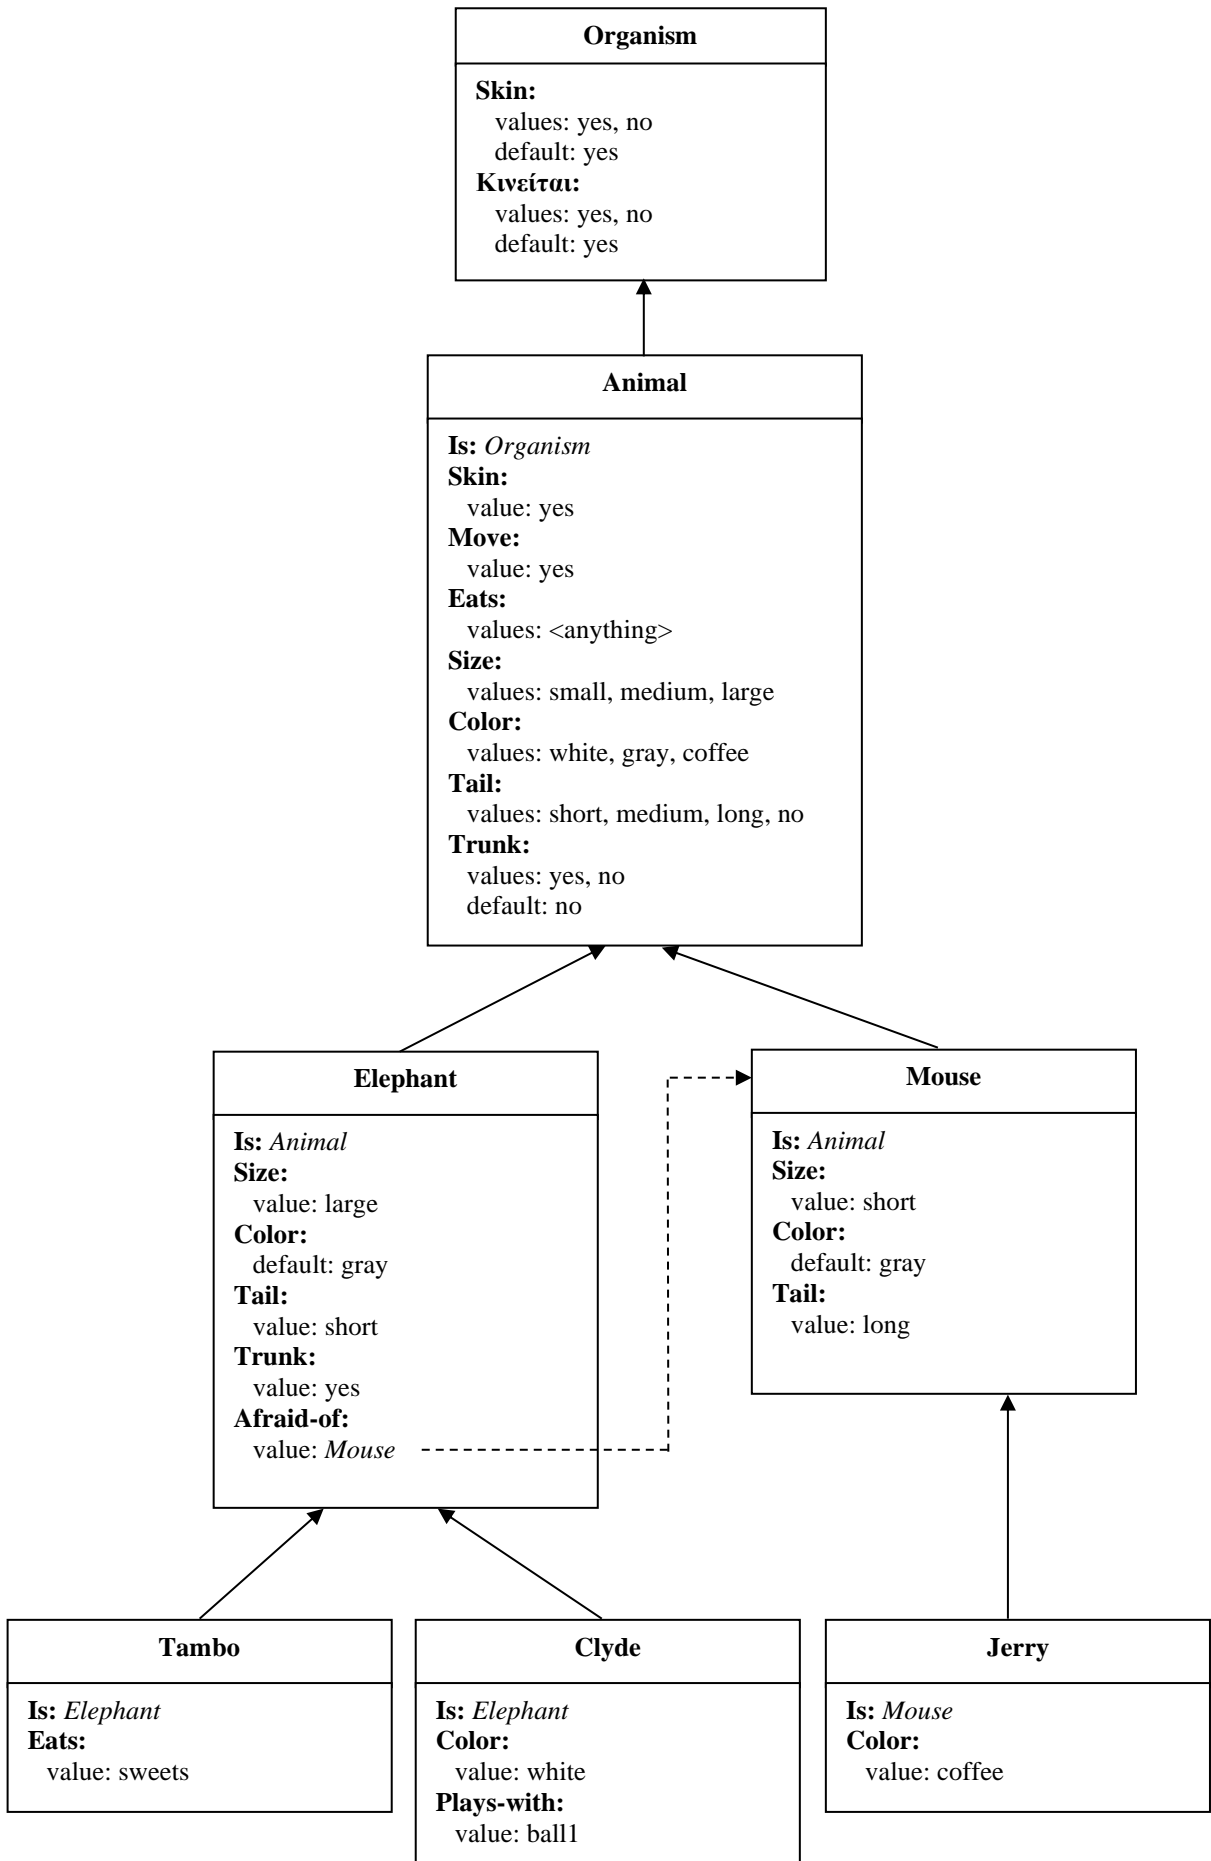 Organism
Skin:
values: yes, no
default: yes
Κινείται:
values: yes, no
default: yes
Animal
Is: Organism
Skin:
value: yes
Move:
value: yes
Eats:
values: <anything>
Size:
values: small, medium, large
Color:
values: white, gray, coffee
Tail:
values: short, medium, long, no
Trunk:
values: yes, no
default: no
Elephant
Is: Animal
Size:
value: large
Color:
default: gray
Tail:
value: short
Trunk:
value: yes
Afraid-of:
value: Mouse
Mouse
Is: Animal
Size:
value: short
Color:
default: gray
Tail:
value: long
Tambo
Is: Elephant
Eats:
value: sweets
Clyde
Is: Elephant
Color:
value: white
Plays-with:
value: ball1
Jerry
Is: Mouse
Color:
value: coffee